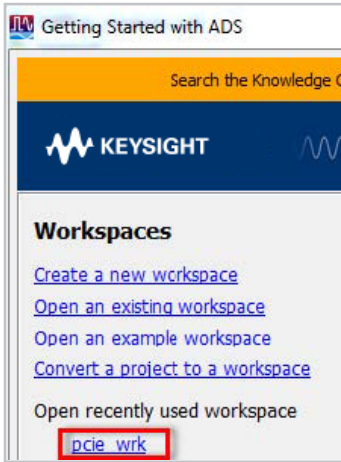 Getting Started with ADS
Search the Knowledge
KEYSIGHT
Workspaces
Create a new workspace
Open an existing workspace
Open an example workspace
Convert a project to a workspace
Open recently used workspace
pcie_wrk